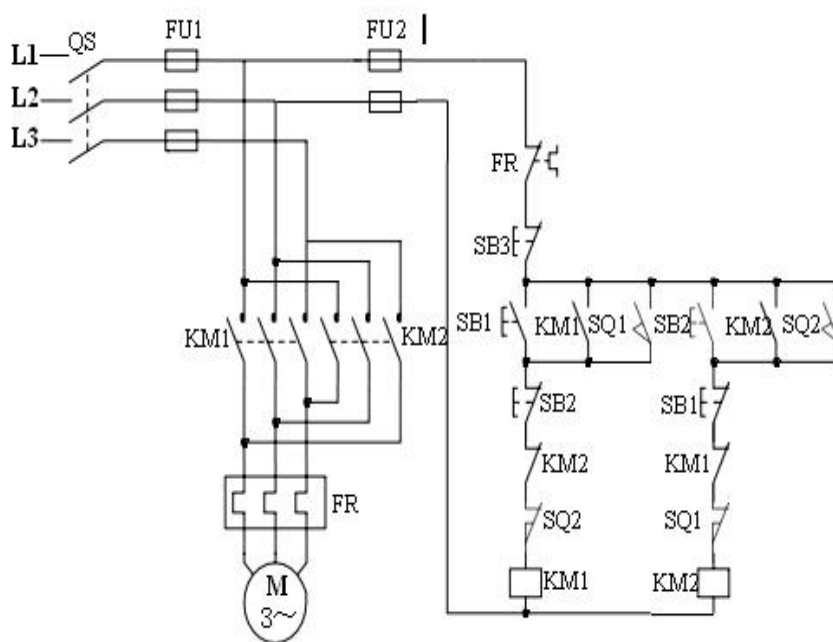 L1 QS FU1 FU2
L2
L3
FR
SB3
SB1 KM1 SQ1 SB2 KM2 SQ2
KM1 KM2
SB2 SB1
KM2 KM1
SQ2 SQ1
FR
KM1 KM2
M
3~